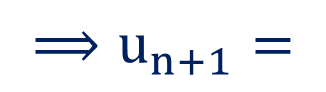 ⟹ uₙ₊₁ =